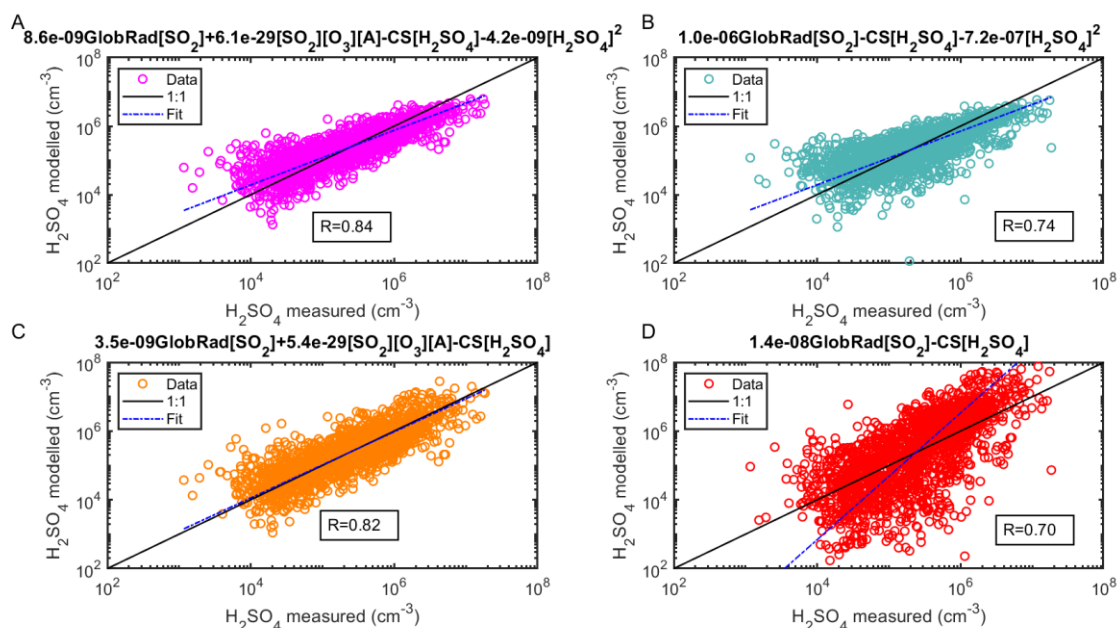 A
8.6e-09GlobRad[SO₂]+6.1e-29[SO₂][O₃][A]-CS[H₂SO₄]-4.2e-09[H₂SO₄]²
Data
1:1
Fit
R=0.84
10⁸
10⁶
10⁴
10²
10² 10⁴ 10⁶ 10⁸
H₂SO₄ modelled (cm⁻³)
H₂SO₄ measured (cm⁻³)
B
1.0e-06GlobRad[SO₂]-CS[H₂SO₄]-7.2e-07[H₂SO₄]²
Data
1:1
Fit
R=0.74
10⁸
10⁶
10⁴
10²
10² 10⁴ 10⁶ 10⁸
H₂SO₄ modelled (cm⁻³)
H₂SO₄ measured (cm⁻³)
C
3.5e-09GlobRad[SO₂]+5.4e-29[SO₂][O₃][A]-CS[H₂SO₄]
Data
1:1
Fit
R=0.82
10⁸
10⁶
10⁴
10²
10² 10⁴ 10⁶ 10⁸
H₂SO₄ modelled (cm⁻³)
H₂SO₄ measured (cm⁻³)
D
1.4e-08GlobRad[SO₂]-CS[H₂SO₄]
Data
1:1
Fit
R=0.70
10⁸
10⁶
10⁴
10²
10² 10⁴ 10⁶ 10⁸
H₂SO₄ modelled (cm⁻³)
H₂SO₄ measured (cm⁻³)